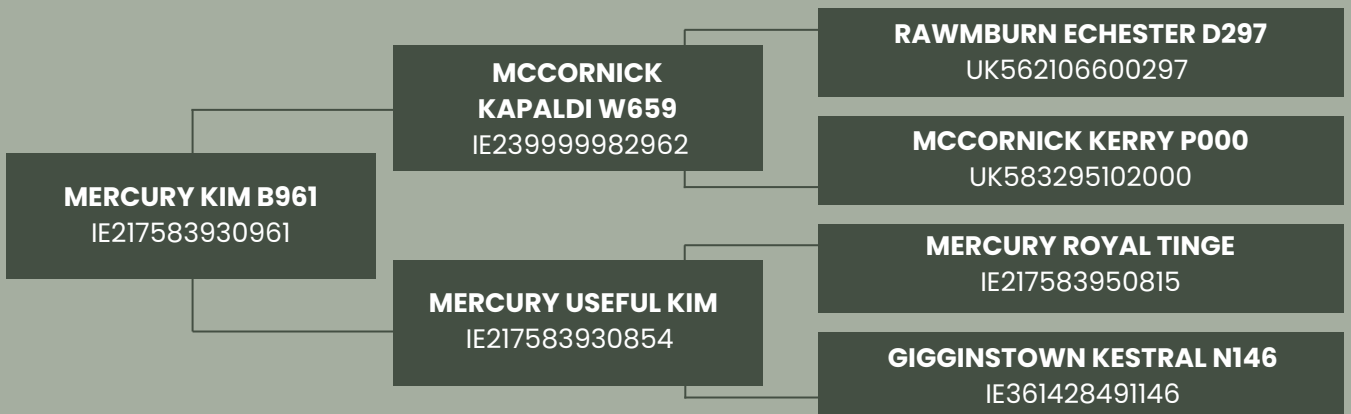 MERCURY KIM B961
IE217583930961
MCCORNICK
KAPALDI W659
IE239999982962
MERCURY USEFUL KIM
IE217583930854
RAWMBURN ECHESTER D297
UK562106600297
MCCORNICK KERRY P000
UK583295102000
MERCURY ROYAL TINGE
IE217583950815
GIGGINSTOWN KESTRAL N146
IE361428491146